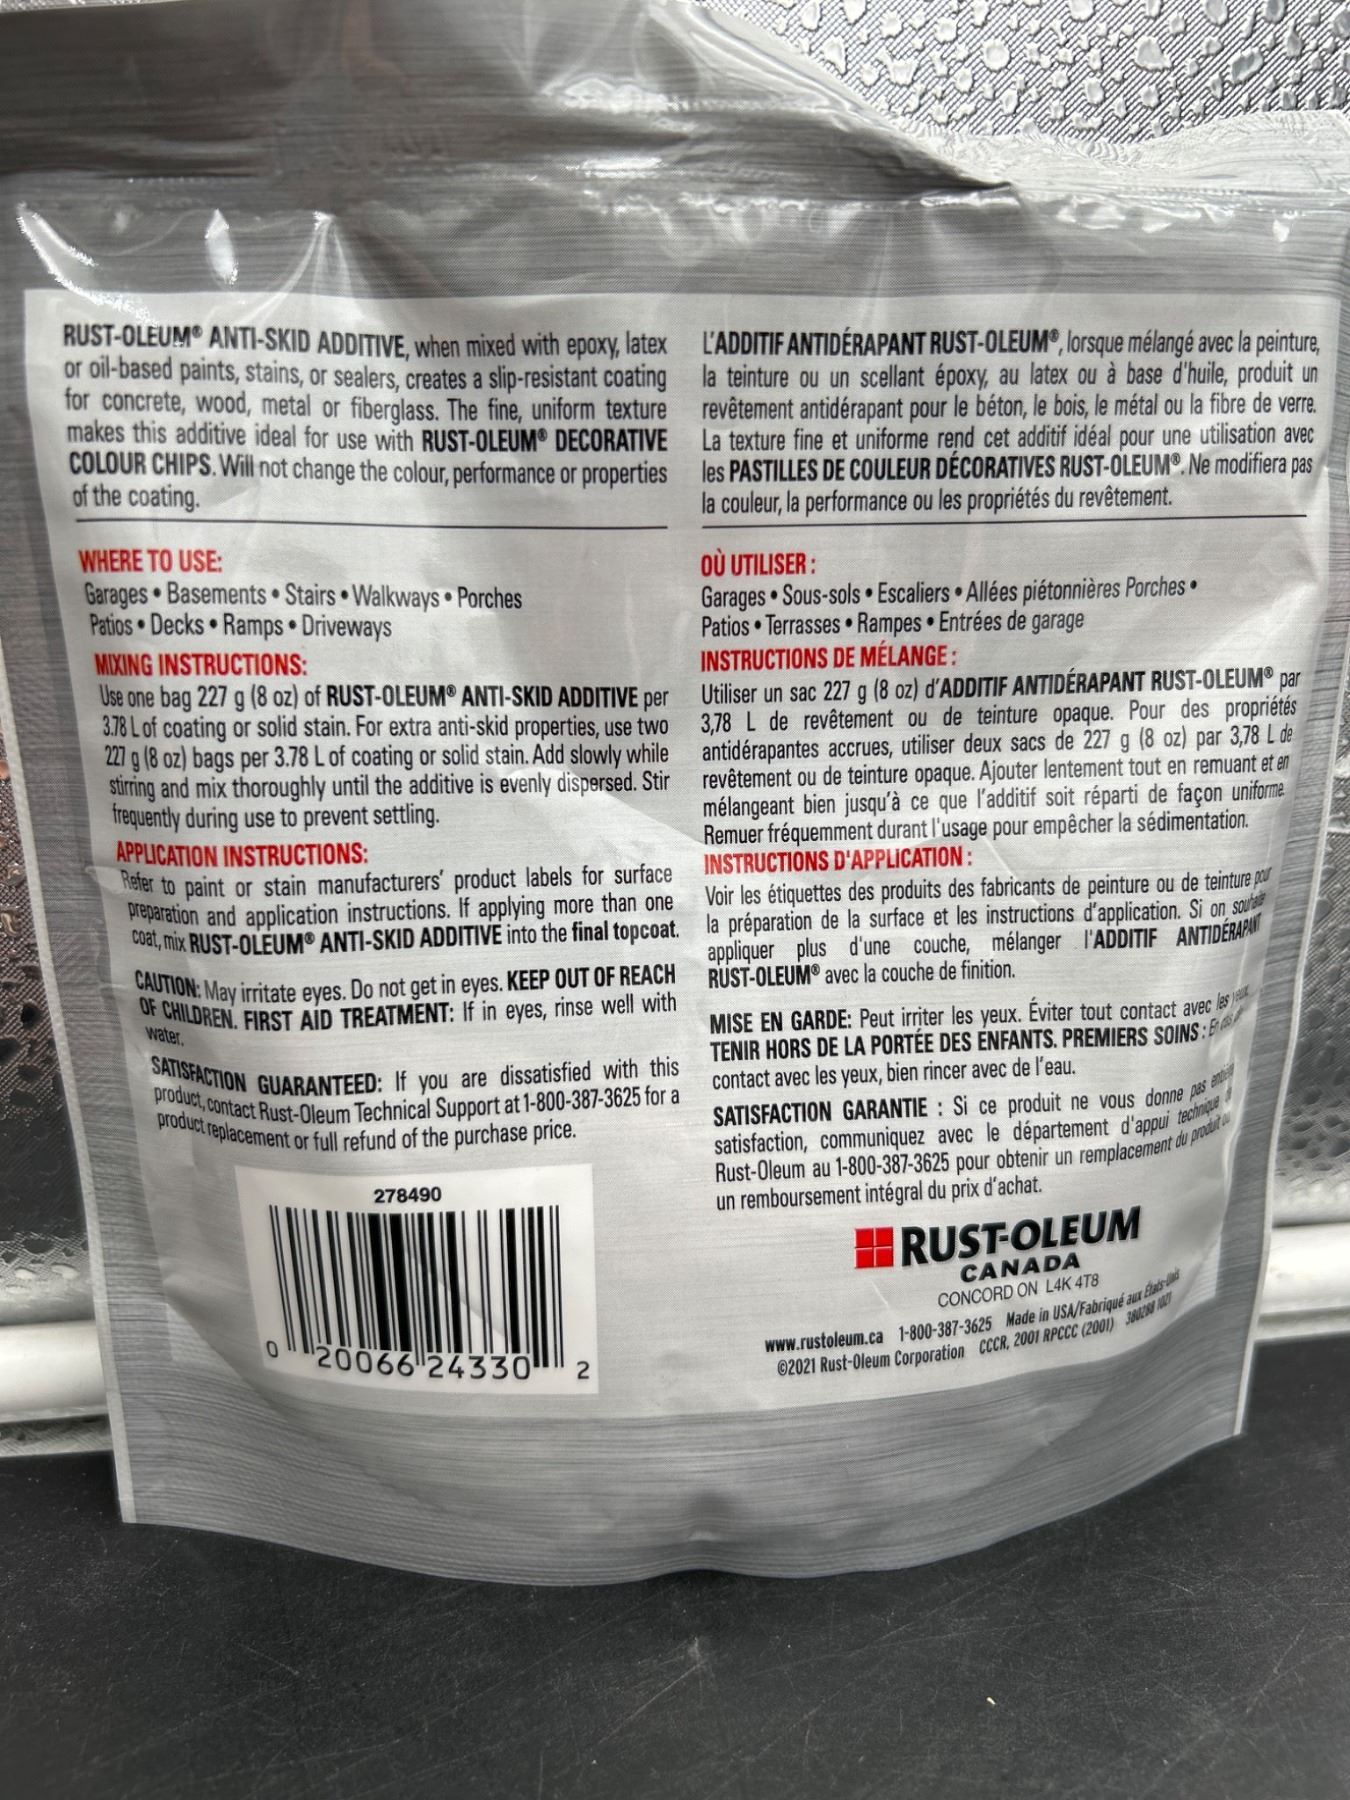 RUST-OLEUM® ANTI-SKID ADDITIVE, when mixed with epoxy, latex
or oil-based paints, stains, or sealers, creates a slip-resistant coating
for concrete, wood, metal or fiberglass. The fine, uniform texture
makes this additive ideal for use with RUST-OLEUM® DECORATIVE
COLOUR CHIPS. Will not change the colour, performance or properties
of the coating.
WHERE TO USE:
Garages • Basements • Stairs • Walkways • Porches
Patios • Decks • Ramps • Driveways
MIXING INSTRUCTIONS:
Use one bag 227 g (8 oz) of RUST-OLEUM® ANTI-SKID ADDITIVE per
3.78 L of coating or solid stain. For extra anti-skid properties, use two
227 g (8 oz) bags per 3.78 L of coating or solid stain. Add slowly while
stirring and mix thoroughly until the additive is evenly dispersed. Stir
frequently during use to prevent settling.
APPLICATION INSTRUCTIONS:
Refer to paint or stain manufacturers' product labels for surface
preparation and application instructions. If applying more than one
coat, mix RUST-OLEUM® ANTI-SKID ADDITIVE into the final topcoat.
CAUTION: May irritate eyes. Do not get in eyes. KEEP OUT OF REACH
OF CHILDREN. FIRST AID TREATMENT: If in eyes, rinse well with
water.
SATISFACTION GUARANTEED: If you are dissatisfied with this
product, contact Rust-Oleum Technical Support at 1-800-387-3625 for a
product replacement or full refund of the purchase price.
278490
0 20066 24330 2
L'ADDITIF ANTIDÉRAPANT RUST-OLEUM®, lorsque mélangé avec la peinture,
la teinture ou un scellant époxy, au latex ou à base d'huile, produit un
revêtement antidérapant pour le béton, le bois, le métal ou la fibre de verre.
La texture fine et uniforme rend cet additif idéal pour une utilisation avec
les PASTILLES DE COULEUR DÉCORATIVES RUST-OLEUM®. Ne modifiera pas
la couleur, la performance ou les propriétés du revêtement.
OÙ UTILISER :
Garages • Sous-sols • Escaliers • Allées piétonnières Porches •
Patios • Terrasses • Rampes • Entrées de garage
INSTRUCTIONS DE MÉLANGE :
Utiliser un sac 227 g (8 oz) d'ADDITIF ANTIDÉRAPANT RUST-OLEUM® par
3,78 L de revêtement ou de teinture opaque. Pour des propriétés
antidérapantes accrues, utiliser deux sacs de 227 g (8 oz) par 3,78 L de
revêtement ou de teinture opaque. Ajouter lentement tout en remuant et en
mélangeant bien jusqu'à ce que l'additif soit réparti de façon uniforme.
Remuer fréquemment durant l'usage pour empêcher la sédimentation.
INSTRUCTIONS D'APPLICATION :
Voir les étiquettes des produits des fabricants de peinture ou de teinture pour
la préparation de la surface et les instructions d'application. Si on souhaite
appliquer plus d'une couche, mélanger l'ADDITIF ANTIDÉRAPANT
RUST-OLEUM® avec la couche de finition.
MISE EN GARDE: Peut irriter les yeux. Éviter tout contact avec les yeux.
TENIR HORS DE LA PORTÉE DES ENFANTS. PREMIERS SOINS : En cas
contact avec les yeux, bien rincer avec de l'eau.
SATISFACTION GARANTIE : Si ce produit ne vous donne pas entière
satisfaction, communiquez avec le département d'appui technique de
Rust-Oleum au 1-800-387-3625 pour obtenir un remplacement du produit ou
un remboursement intégral du prix d'achat.
RUST-OLEUM
CANADA
CONCORD ON L4K 4T8
www.rustoleum.ca 1-800-387-3625 Made in USA/Fabriqué aux États-Unis
©2021 Rust-Oleum Corporation CCCR, 2001 RPCCC (2001) 380288 1021